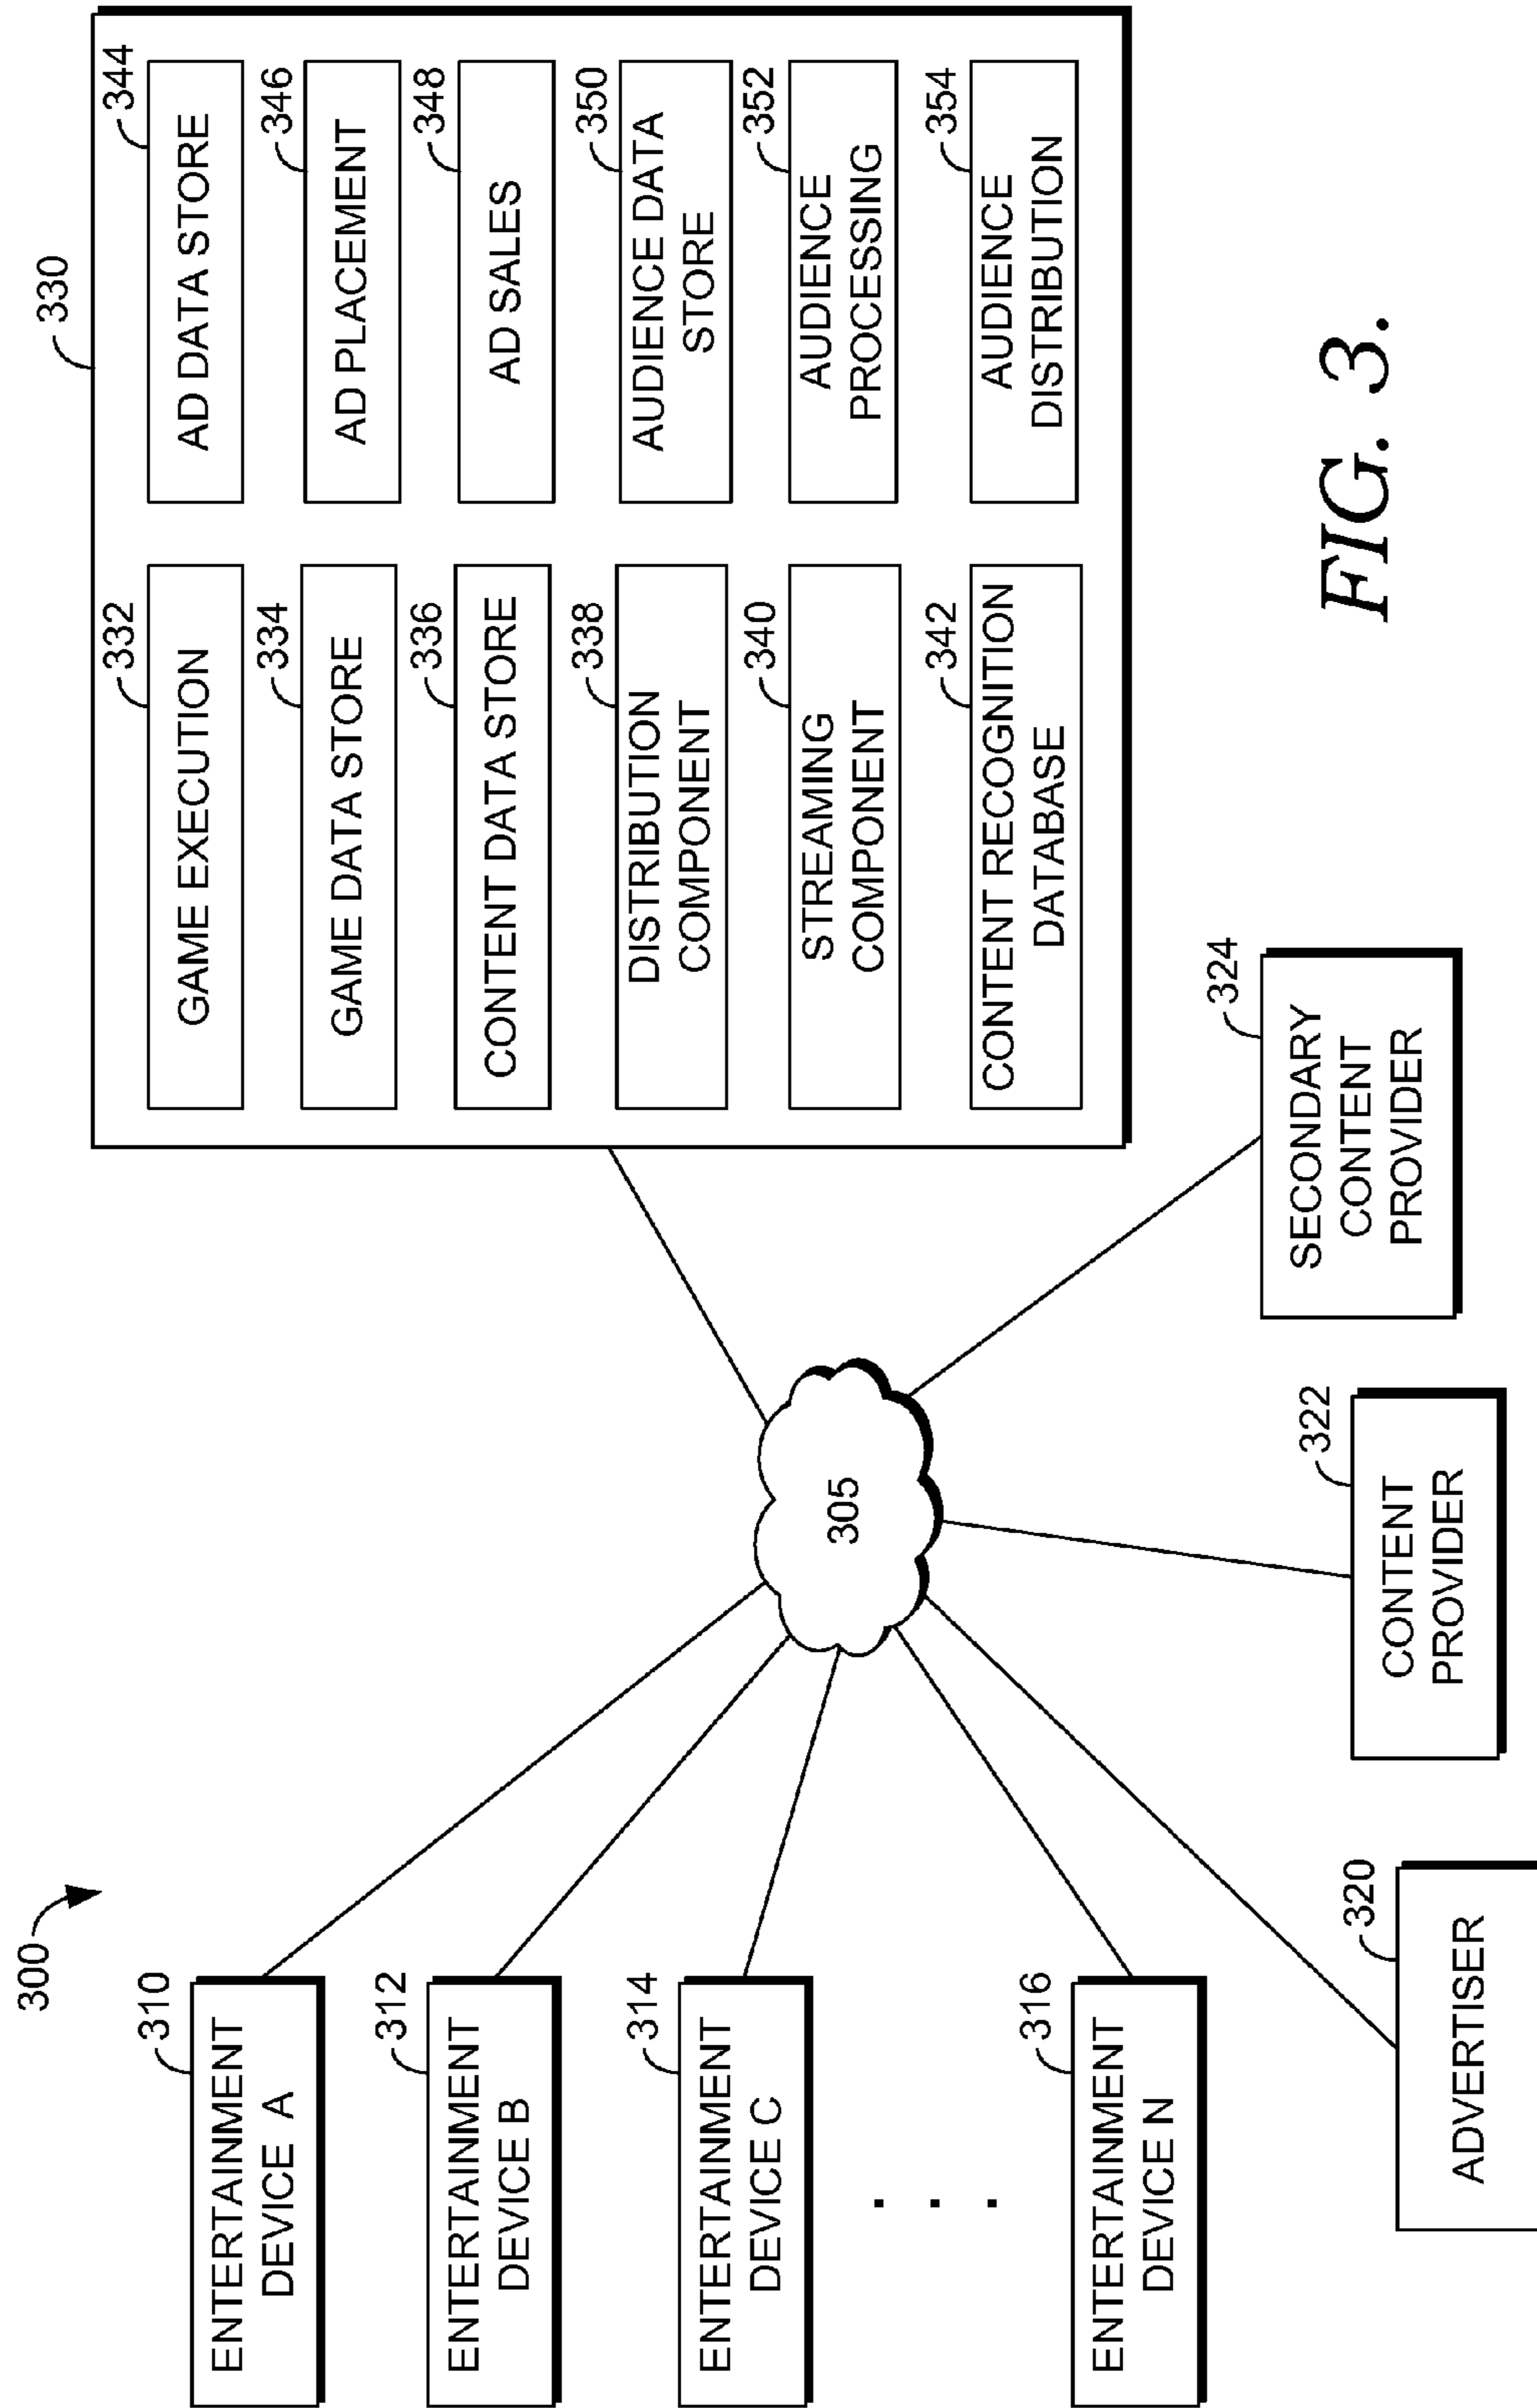 300
310
ENTERTAINMENT
DEVICE A
312
ENTERTAINMENT
DEVICE B
314
ENTERTAINMENT
DEVICE C
. . .
316
ENTERTAINMENT
DEVICE N
320
ADVERTISER
322
CONTENT
PROVIDER
324
SECONDARY
CONTENT
PROVIDER
305
330
332
GAME EXECUTION
334
GAME DATA STORE
336
CONTENT DATA STORE
338
DISTRIBUTION
COMPONENT
340
STREAMING
COMPONENT
342
CONTENT RECOGNITION
DATABASE
344
AD DATA STORE
346
AD PLACEMENT
348
AD SALES
350
AUDIENCE DATA
STORE
352
AUDIENCE
PROCESSING
354
AUDIENCE
DISTRIBUTION
FIG. 3.